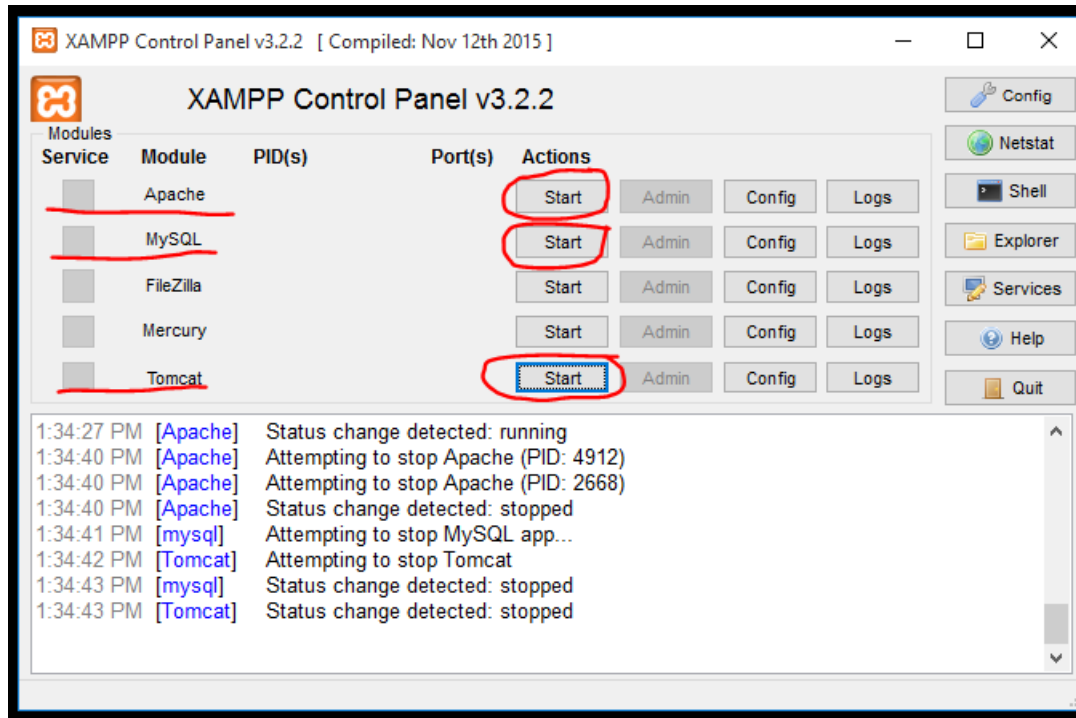 XAMPP Control Panel v3.2.2 [ Compiled: Nov 12th 2015 ]
XAMPP Control Panel v3.2.2
Config
Modules
Service Module PID(s) Port(s) Actions
Netstat
Apache Start Admin Config Logs
Shell
MySQL Start Admin Config Logs
Explorer
FileZilla Start Admin Config Logs
Services
Mercury Start Admin Config Logs
Help
Tomcat Start Admin Config Logs
Quit
1:34:27 PM [Apache] Status change detected: running
1:34:40 PM [Apache] Attempting to stop Apache (PID: 4912)
1:34:40 PM [Apache] Attempting to stop Apache (PID: 2668)
1:34:40 PM [Apache] Status change detected: stopped
1:34:41 PM [mysql] Attempting to stop MySQL app...
1:34:42 PM [Tomcat] Attempting to stop Tomcat
1:34:43 PM [mysql] Status change detected: stopped
1:34:43 PM [Tomcat] Status change detected: stopped